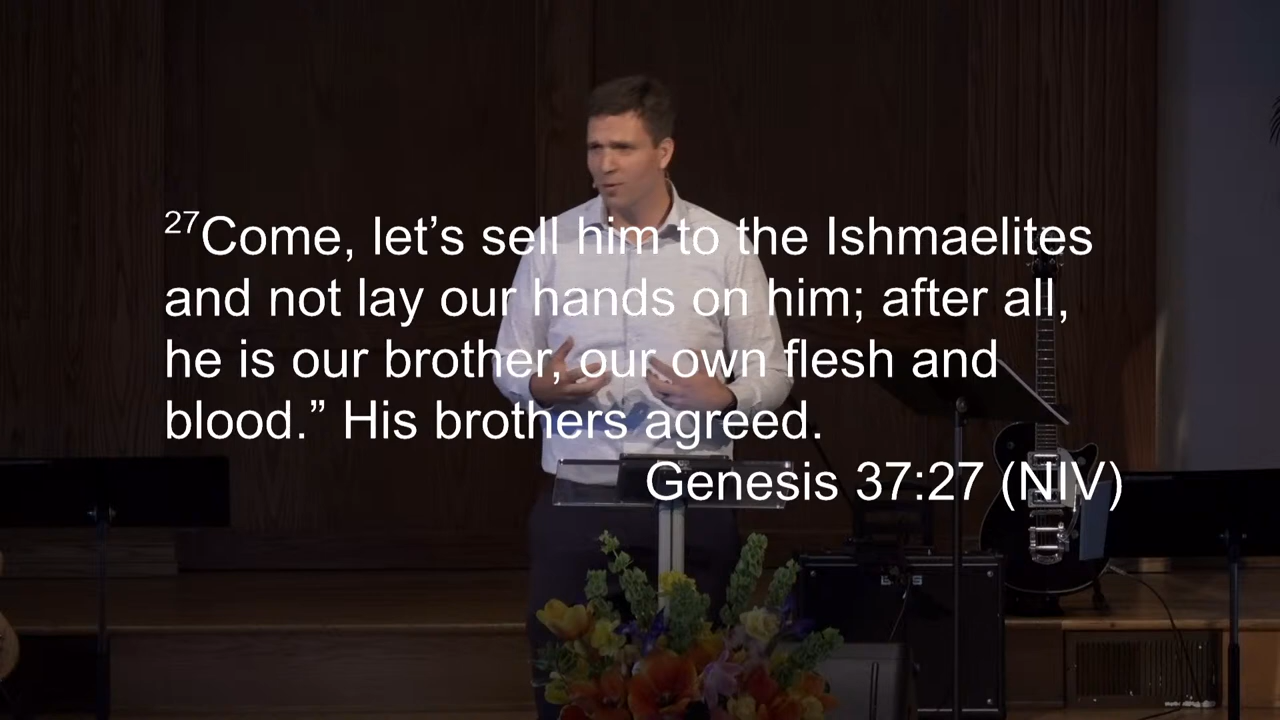 27Come, let’s sell him to the Ishmaelites
and not lay our hands on him; after all,
he is our brother, our own flesh and
blood.” His brothers agreed.
Genesis 37:27 (NIV)